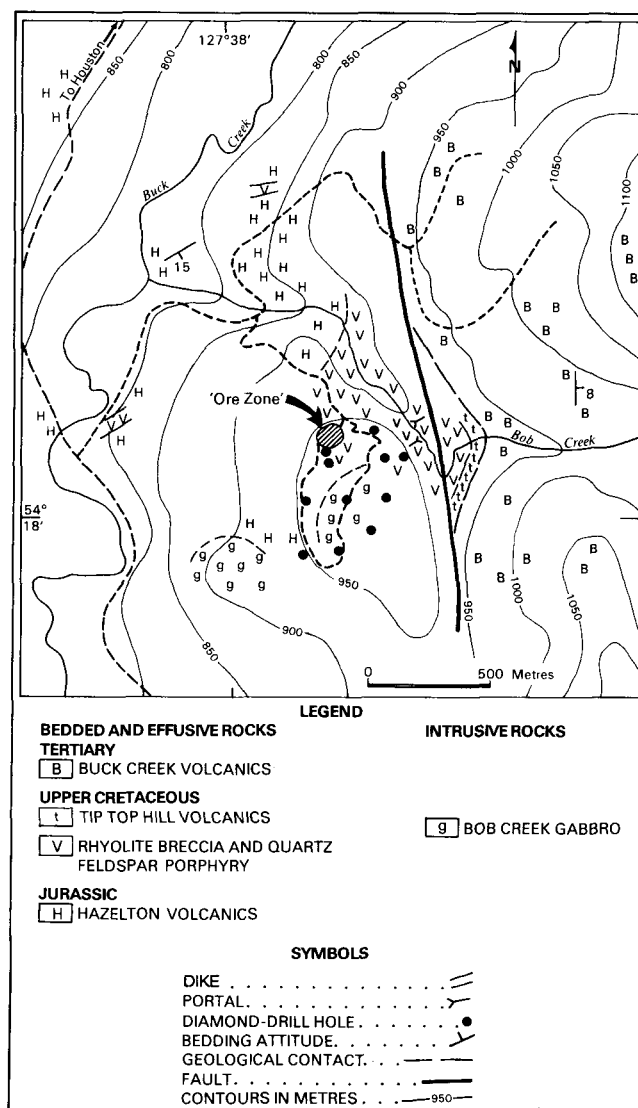 127°38'
850
800
800
850
900
950
1000
1050
1100
N
To Houston
H
H
H
H
Buck
Creek
H
V
H
H
H
H
H
H
H
H
H
H
H
H
H
H
15
B
B
B
B
B
B
B
B
B
B
B
B
H
H
V
V
V
V
V
V
V
V
V
V
V
V
V
'Ore Zone'
B
B
8
Bob
Creek
H
H
V V
H
V
V
V
V
V
V
V
t
t
t
t
t
B
B
B
B
54°
18'
H
H
g
g
g
g
g
g
g
g
g
g
g
B
B
B
B
B
950
900
850
950
1000
1050
0
500 Metres
LEGEND
BEDDED AND EFFUSIVE ROCKS
INTRUSIVE ROCKS
TERTIARY
B BUCK CREEK VOLCANICS
UPPER CRETACEOUS
t TIP TOP HILL VOLCANICS
V RHYOLITE BRECCIA AND QUARTZ
FELDSPAR PORPHYRY
g BOB CREEK GABBRO
JURASSIC
H HAZELTON VOLCANICS
SYMBOLS
DIKE . . . . . . . . . . . . . .
PORTAL . . . . . . . . . . . .
DIAMOND-DRILL HOLE . . . . . .
BEDDING ATTITUDE . . . . . . .
GEOLOGICAL CONTACT . . .
FAULT . . . . . . . . . . . . .
CONTOURS IN METRES 950